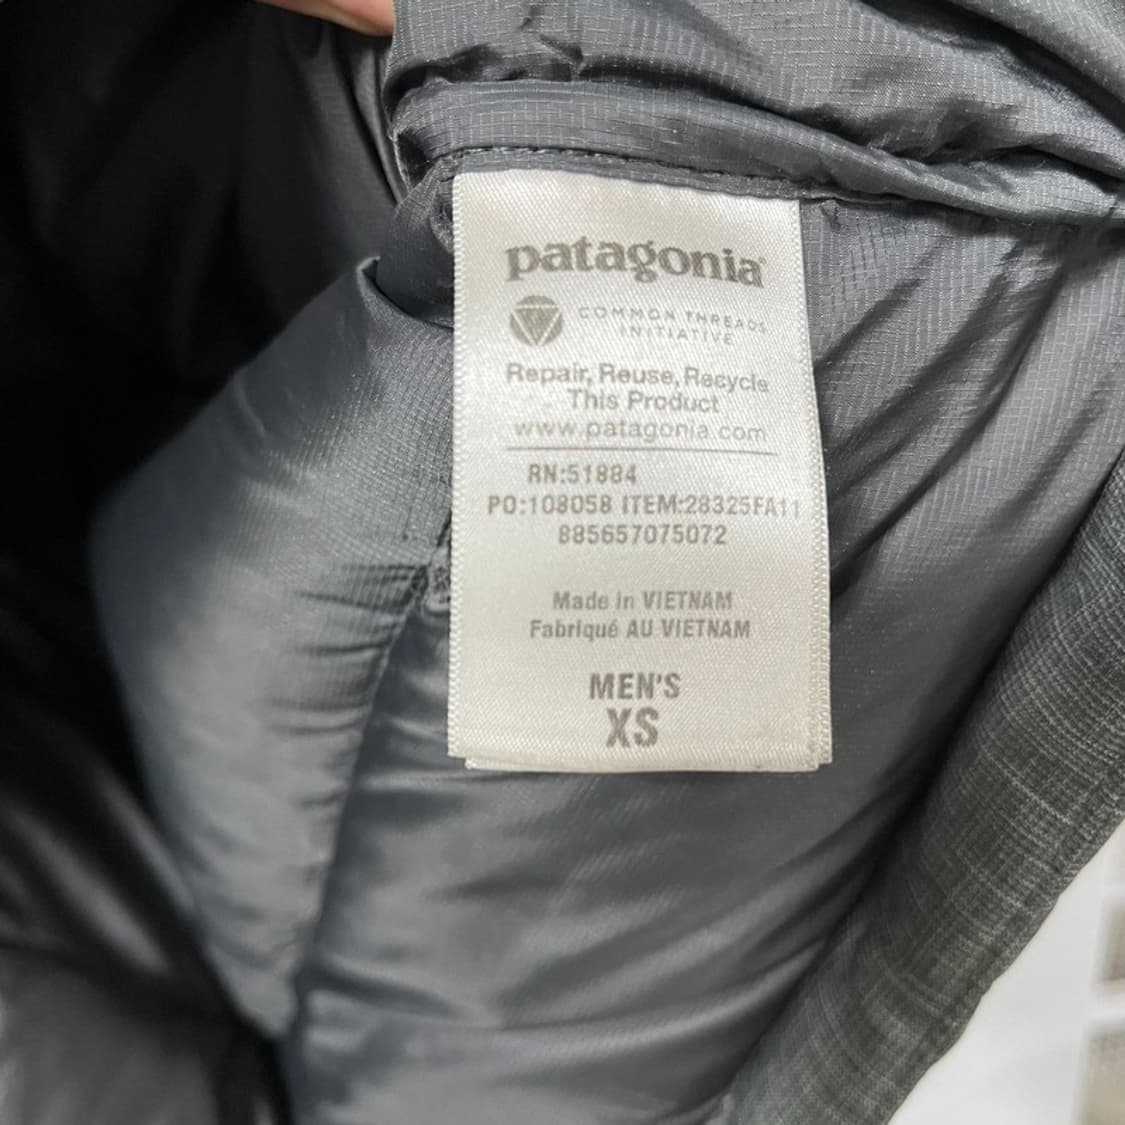 patagonia
COMMON THREADS
INITIATIVE
Repair, Reuse, Recycle
This Product
www.patagonia.com
RN:51884
PO:108058 ITEM:28325FA11
885657075072
Made in VIETNAM
Fabriqué AU VIETNAM
MEN'S
XS